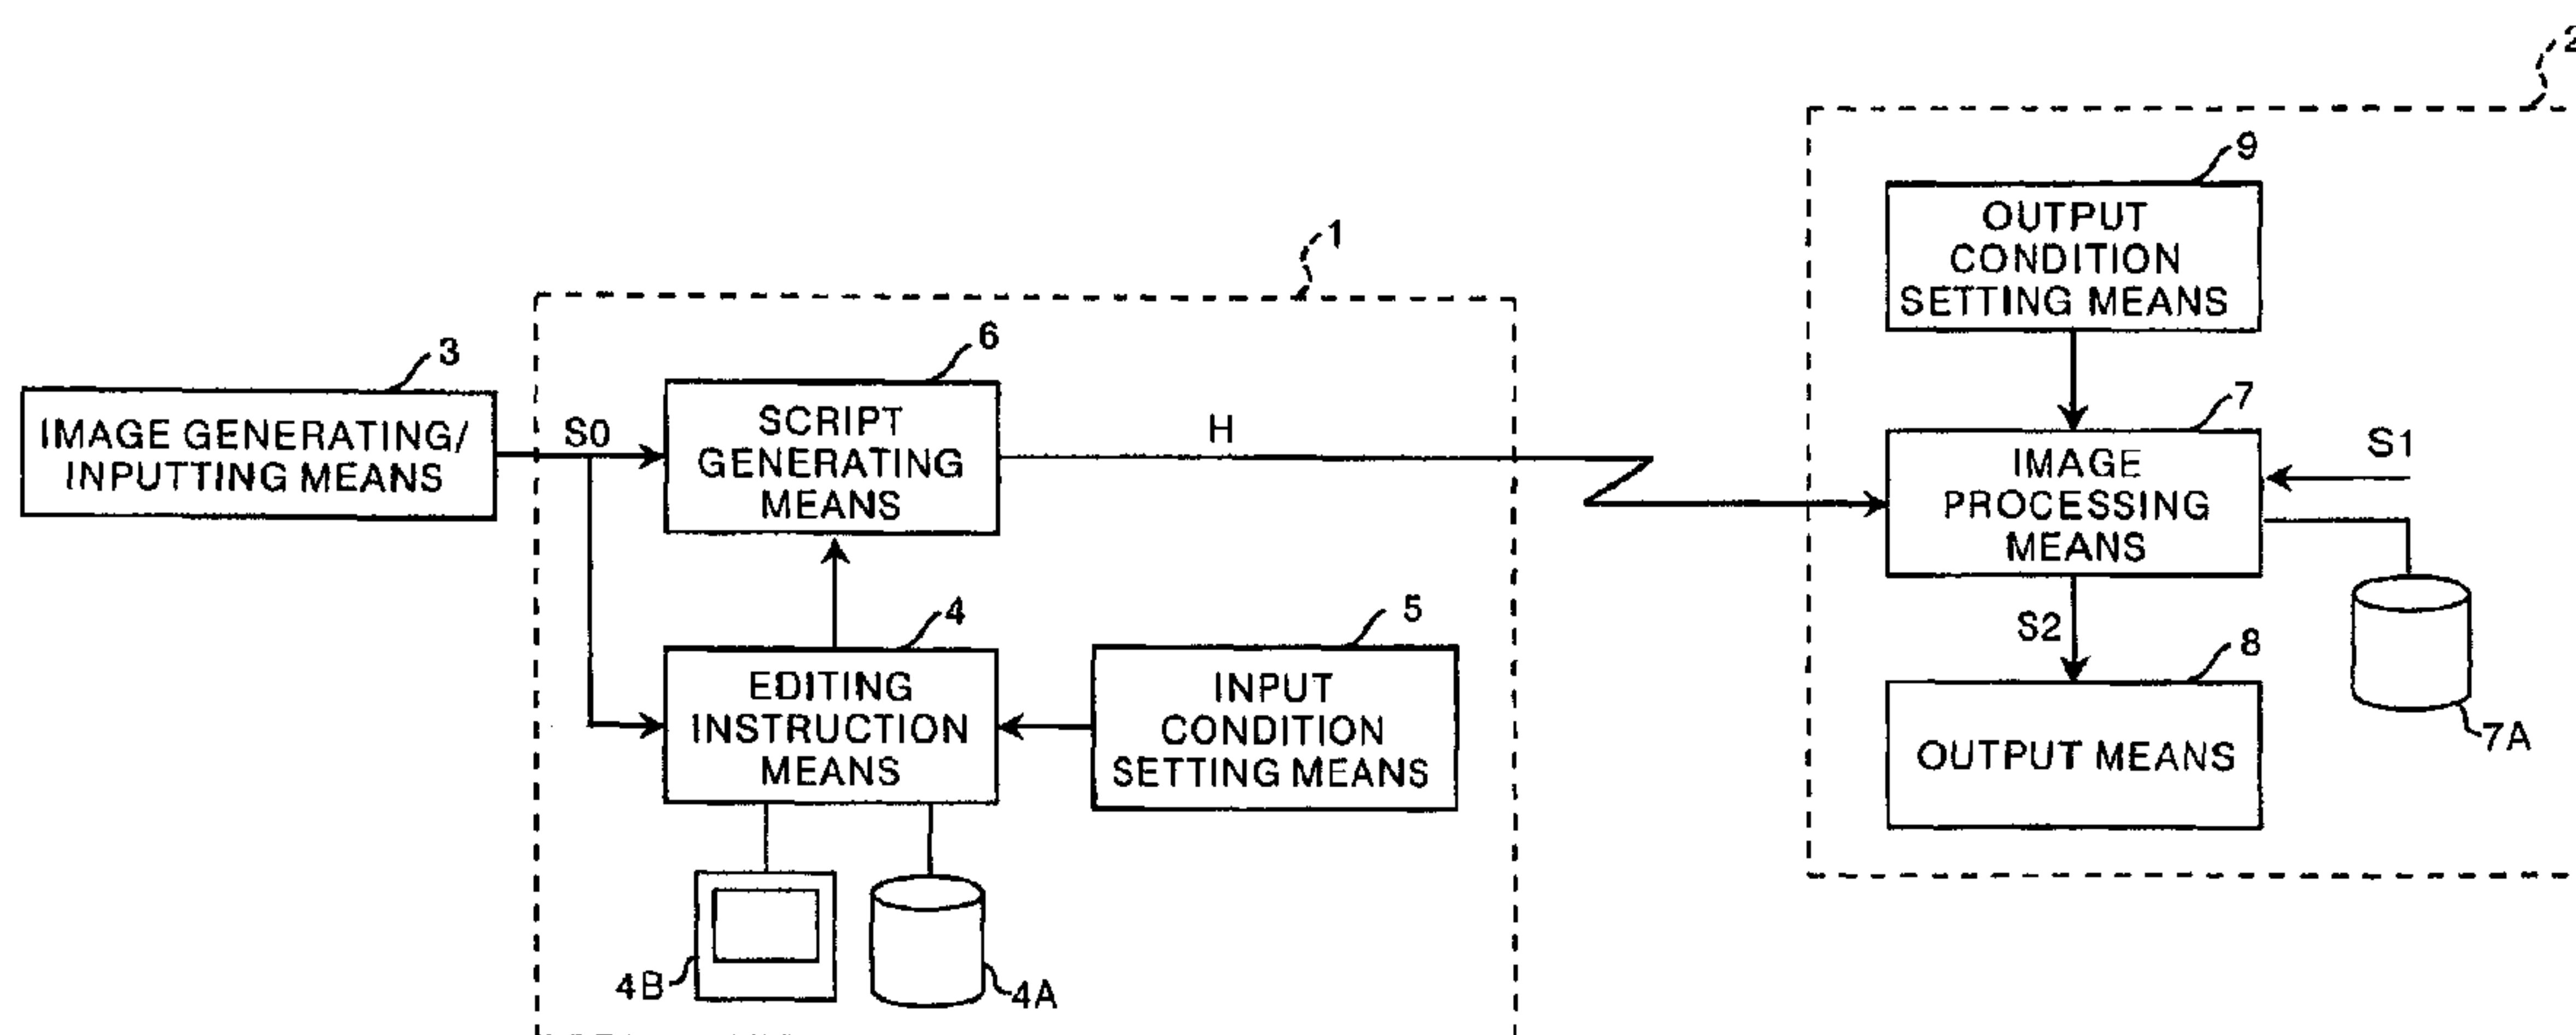 2
9
OUTPUT
CONDITION
SETTING MEANS
1
3
IMAGE GENERATING/
INPUTTING MEANS
S0
6
SCRIPT
GENERATING
MEANS
H
7
IMAGE
PROCESSING
MEANS
S1
4
EDITING
INSTRUCTION
MEANS
5
INPUT
CONDITION
SETTING MEANS
S2
8
OUTPUT MEANS
7A
4B
4A